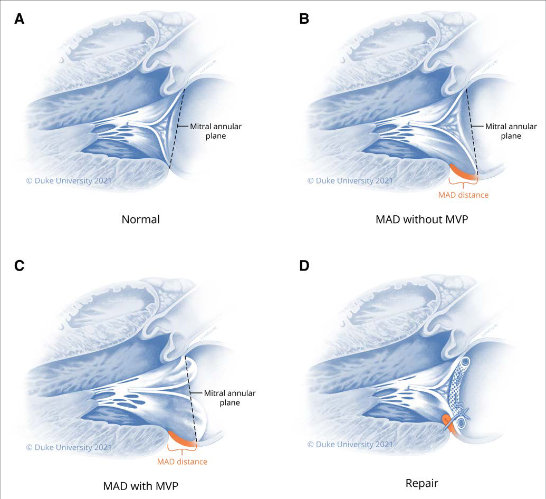 A
Mitral annular
plane
© Duke University 2021
Normal
B
Mitral annular
plane
© Duke University 2021
MAD distance
MAD without MVP
C
Mitral annular
plane
© Duke University 2021
MAD distance
MAD with MVP
D
© Duke University 2021
Repair